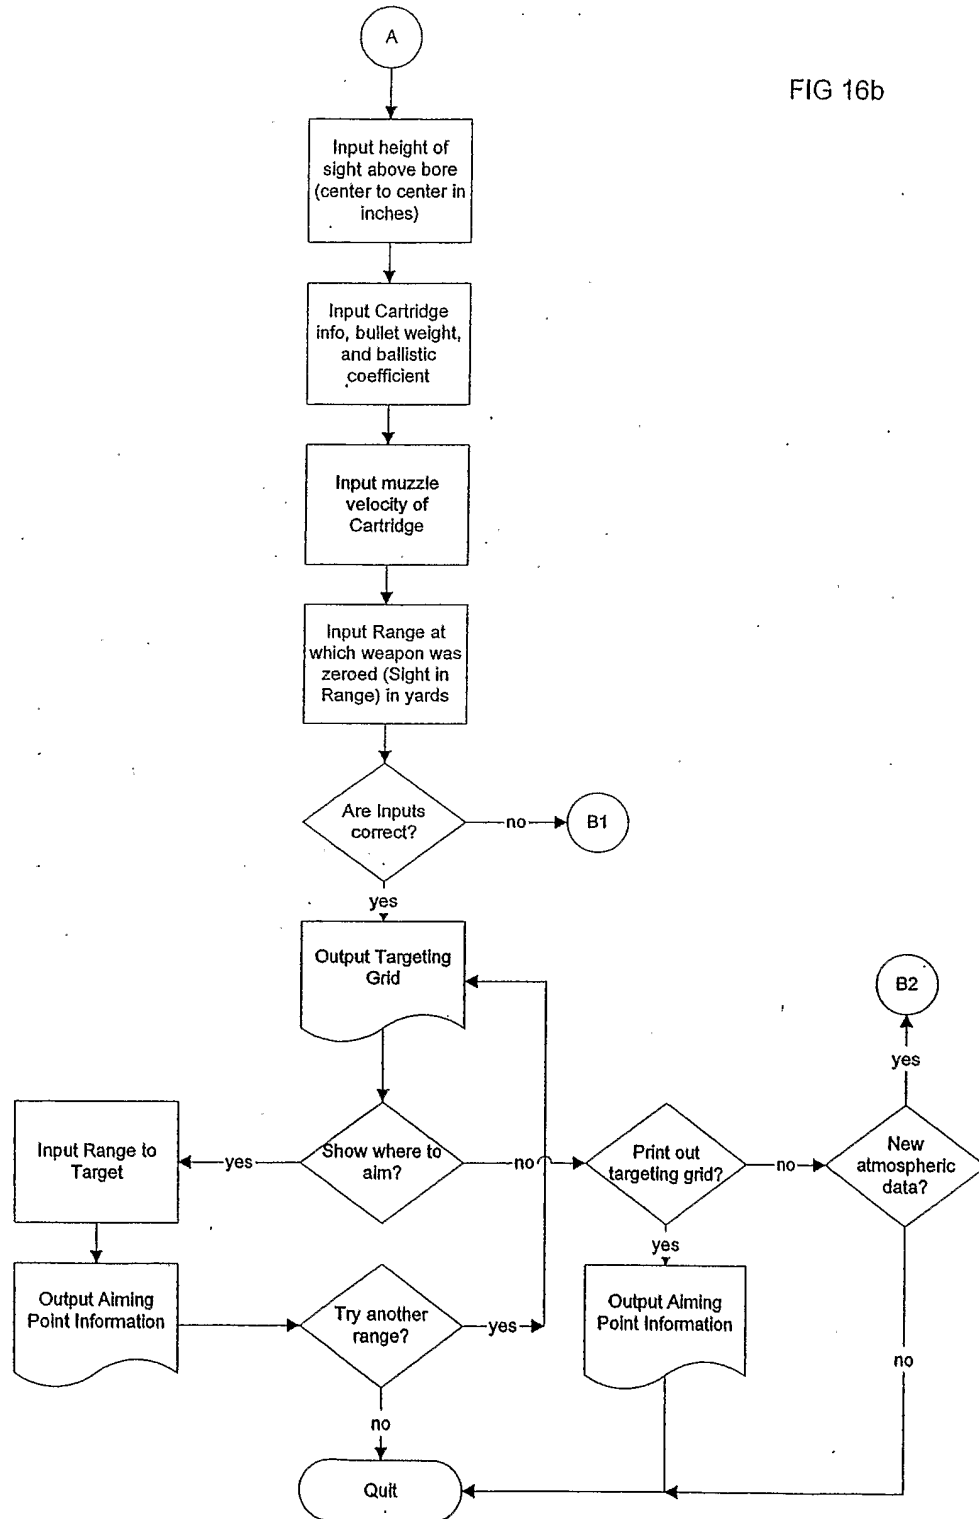 A
FIG 16b
Input height of
sight above bore
(center to center in
inches)
Input Cartridge
info, bullet weight,
and ballistic
coefficient
Input muzzle
velocity of
Cartridge
Input Range at
which weapon was
zeroed (Sight in
Range) in yards
Are Inputs
correct?
no
B1
yes
Output Targeting
Grid
B2
yes
Input Range to
Target
yes
Show where to
aim?
no
Print out
targeting grid?
no
New
atmospheric
data?
yes
Output Aiming
Point Information
Try another
range?
yes
Output Aiming
Point Information
no
no
Quit